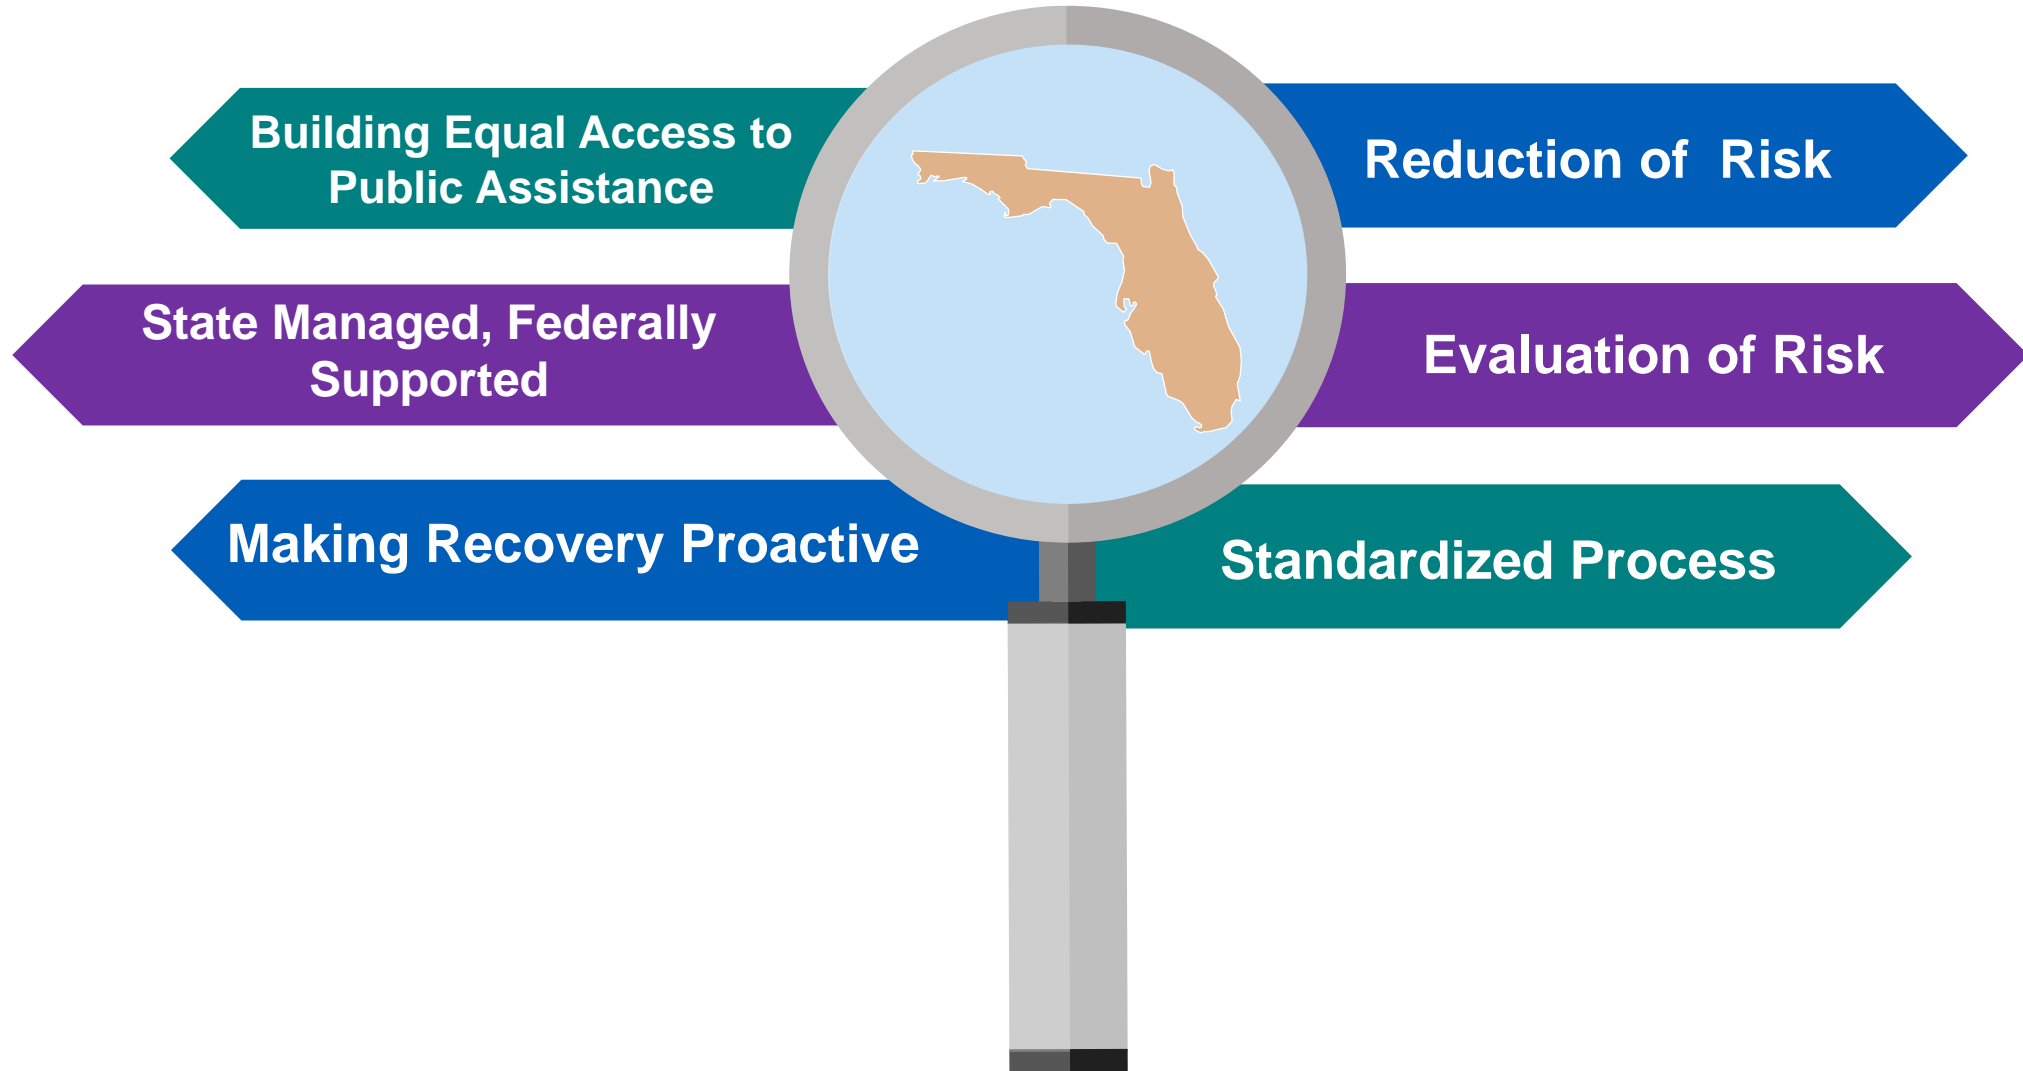 Building Equal Access to
Public Assistance
State Managed, Federally
Supported
Making Recovery Proactive
Reduction of  Risk
Evaluation of Risk
Standardized Process